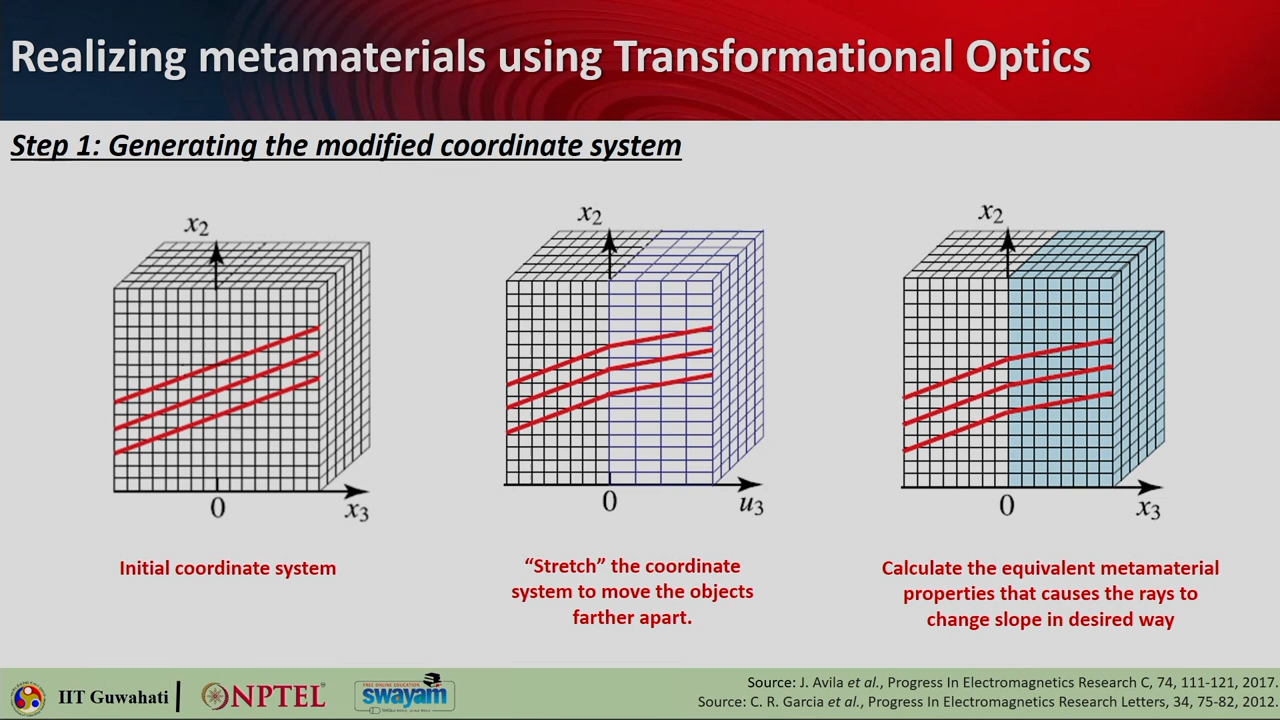 Realizing metamaterials using Transformational Optics
Step 1: Generating the modified coordinate system
x2
0
x3
x2
0
u3
x2
0
x3
Initial coordinate system
“Stretch” the coordinate
system to move the objects
farther apart.
Calculate the equivalent metamaterial
properties that causes the rays to
change slope in desired way
IIT Guwahati
NPTEL
FREE ONLINE EDUCATION
swayam
Source: J. Avila et al., Progress In Electromagnetics Research C, 74, 111-121, 2017.
Source: C. R. Garcia et al., Progress In Electromagnetics Research Letters, 34, 75-82, 2012.